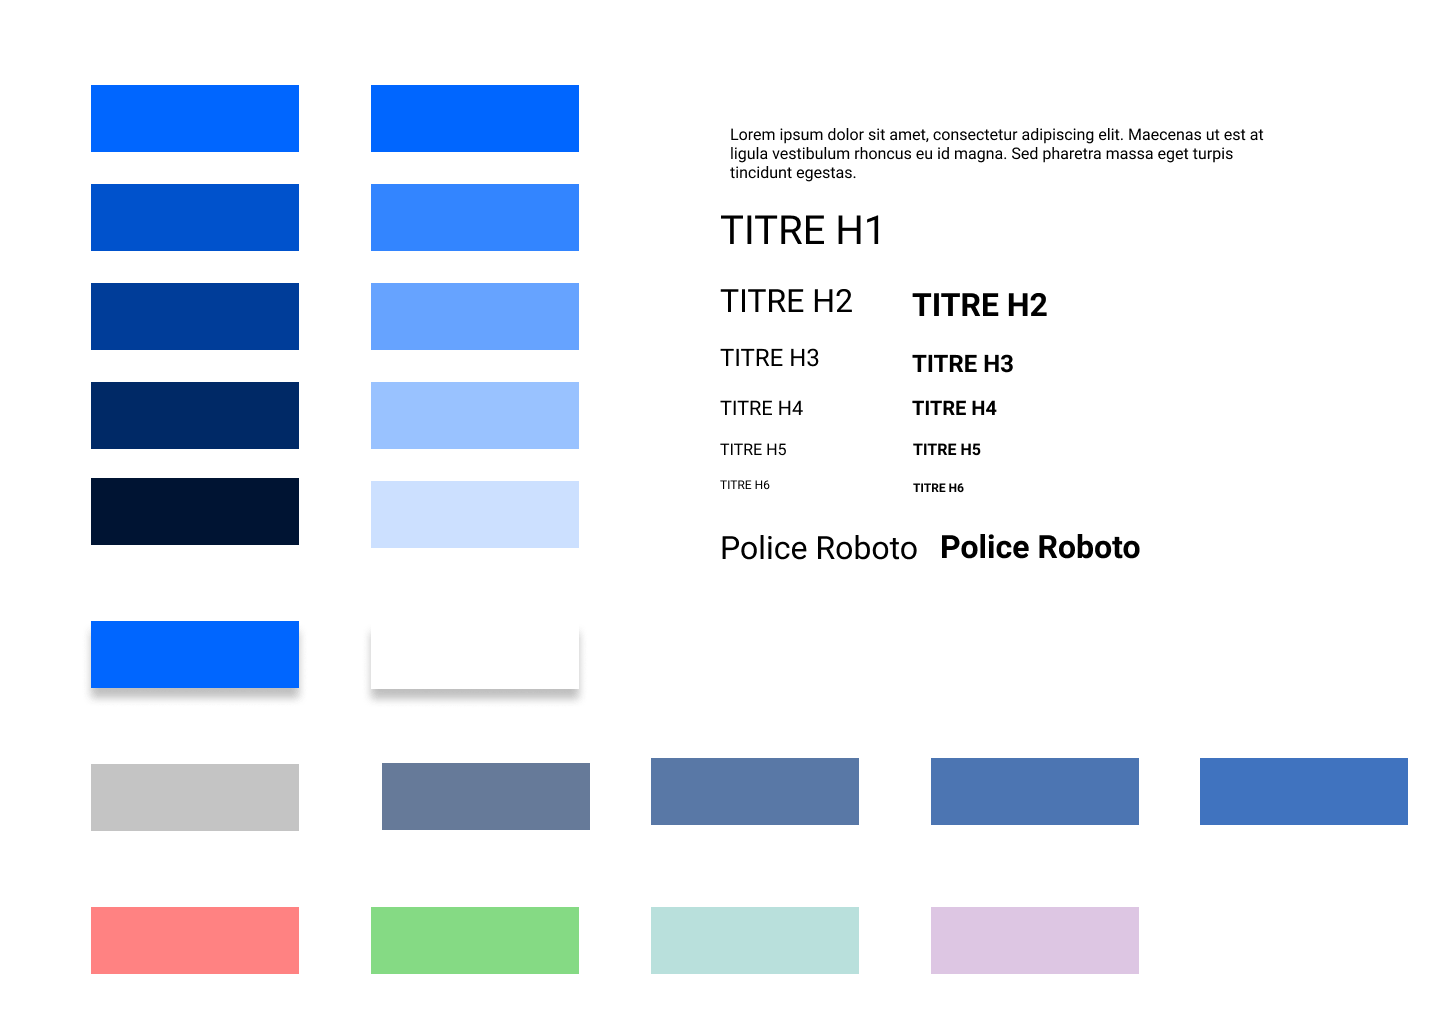 Lorem ipsum dolor sit amet, consectetur adipiscing elit. Maecenas ut est at
ligula vestibulum rhoncus eu id magna. Sed pharetra massa eget turpis
tincidunt egestas.
TITRE H1
TITRE H2
TITRE H2
TITRE H3
TITRE H3
TITRE H4
TITRE H4
TITRE H5
TITRE H5
TITRE H6
TITRE H6
Police Roboto
Police Roboto